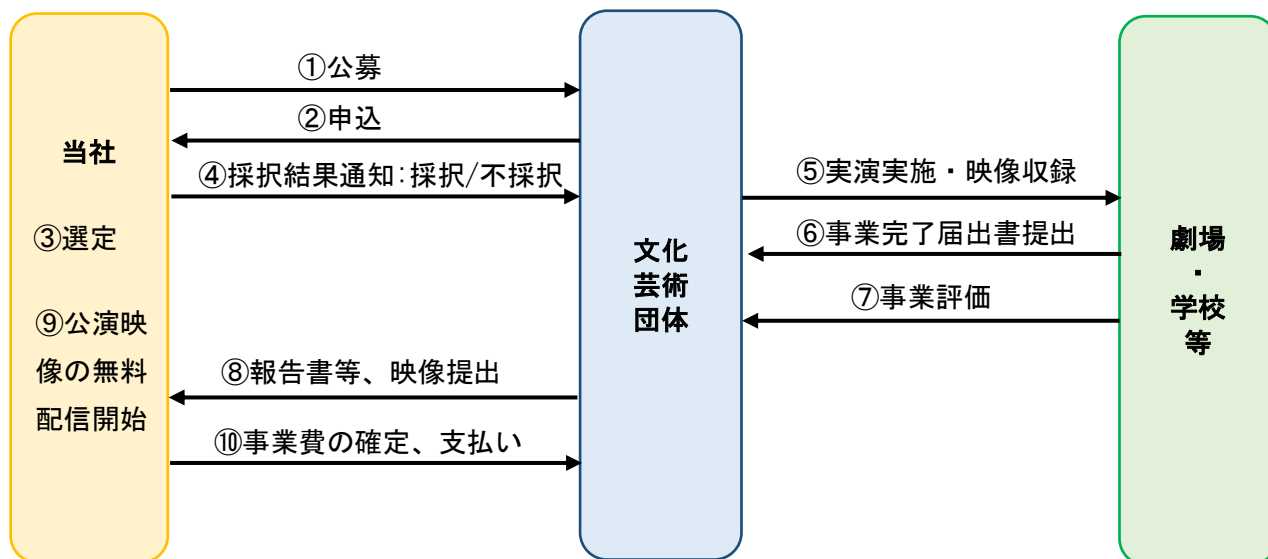 当社
③選定
⑨公演映
像の無料
配信開始
①公募
②申込
④採択結果通知:採択/不採択
⑧報告書等、映像提出
⑩事業費の確定、支払い
文化
芸術
団体
⑤実演実施・映像収録
⑥事業完了届出書提出
⑦事業評価
劇場
・
学校
等